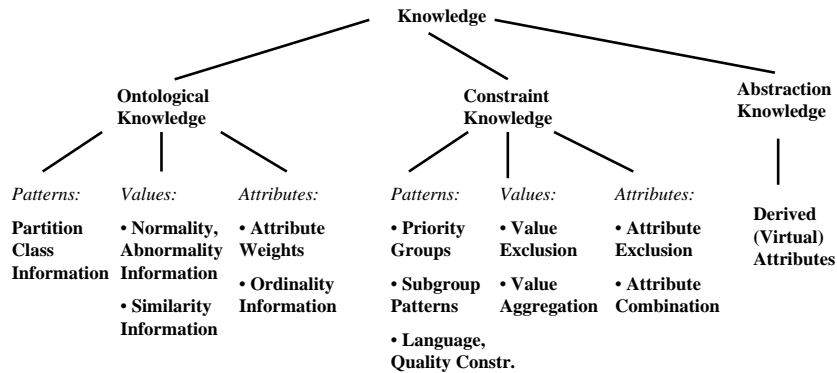 Knowledge
Ontological
Knowledge
Constraint
Knowledge
Abstraction
Knowledge
Patterns:
Partition
Class
Information
Values:
• Normality,
Abnormality
Information
• Similarity
Information
Attributes:
• Attribute
Weights
• Ordinality
Information
Patterns:
• Priority
Groups
• Subgroup
Patterns
• Language,
Quality Constr.
Values:
• Value
Exclusion
• Value
Aggregation
Attributes:
• Attribute
Exclusion
• Attribute
Combination
Derived
(Virtual)
Attributes